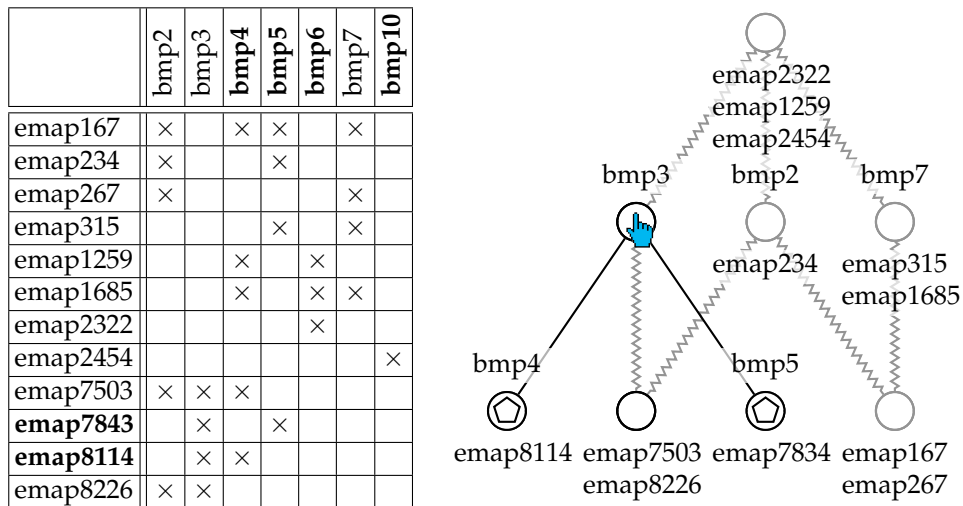 bmp2 bmp3 bmp4 bmp5 bmp6 bmp7 bmp10
emap167 × × × ×
emap234 × ×
emap267 × ×
emap315 × ×
emap1259 × ×
emap1685 × × ×
emap2322 ×
emap2454 ×
emap7503 × × ×
emap7843 × ×
emap8114 × ×
emap8226 × ×
emap2322
emap1259
emap2454
bmp3 bmp2 bmp7
emap234 emap315
emap1685
bmp4 bmp5
emap8114 emap7503 emap7834 emap167
emap8226 emap267